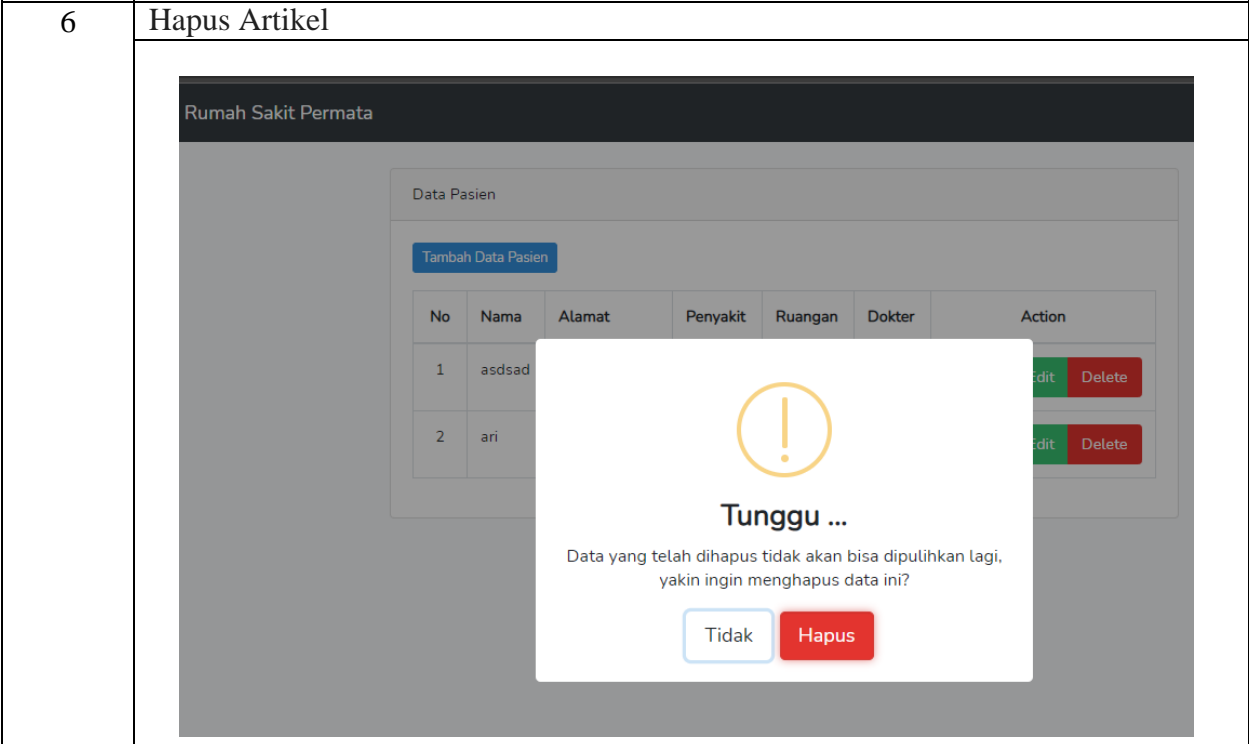 6 Hapus Artikel
Rumah Sakit Permata
Data Pasien
Tambah Data Pasien
No Nama Alamat Penyakit Ruangan Dokter Action
1 asdsad Delete
2 ari Delete
Tunggu ...
Data yang telah dihapus tidak akan bisa dipulihkan lagi,
yakin ingin menghapus data ini?
Tidak Hapus